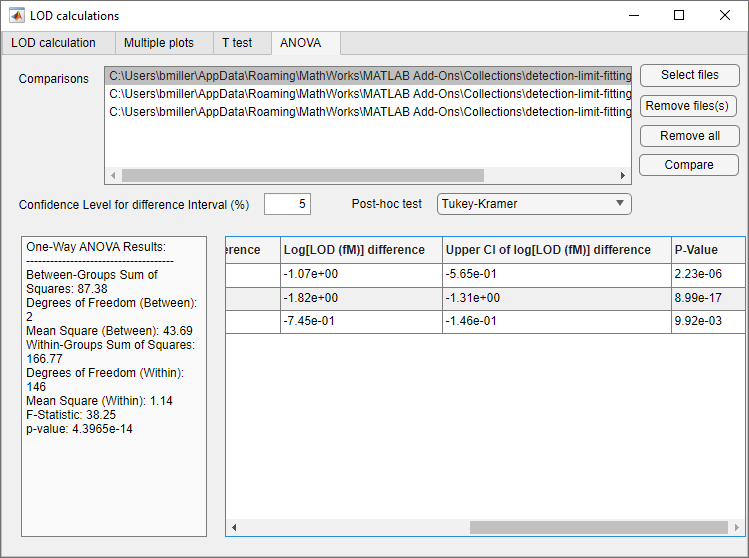 LOD calculations
LOD calculation Multiple plots T test ANOVA
Comparisons
C:\Users\bmiller\AppData\Roaming\MathWorks\MATLAB Add-Ons\Collections\detection-limit-fitting
C:\Users\bmiller\AppData\Roaming\MathWorks\MATLAB Add-Ons\Collections\detection-limit-fitting
C:\Users\bmiller\AppData\Roaming\MathWorks\MATLAB Add-Ons\Collections\detection-limit-fitting
Select files
Remove files(s)
Remove all
Compare
Confidence Level for difference Interval (%) 5 Post-hoc test Tukey-Kramer
One-Way ANOVA Results:
------------------------------------
Between-Groups Sum of
Squares: 87.38
Degrees of Freedom (Between):
2
Mean Square (Between): 43.69
Within-Groups Sum of Squares:
166.77
Degrees of Freedom (Within):
146
Mean Square (Within): 1.14
F-Statistic: 38.25
p-value: 4.3965e-14
erence Log[LOD (fM)] difference Upper CI of log[LOD (fM)] difference P-Value
-1.07e+00 -5.65e-01 2.23e-06
-1.82e+00 -1.31e+00 8.99e-17
-7.45e-01 -1.46e-01 9.92e-03